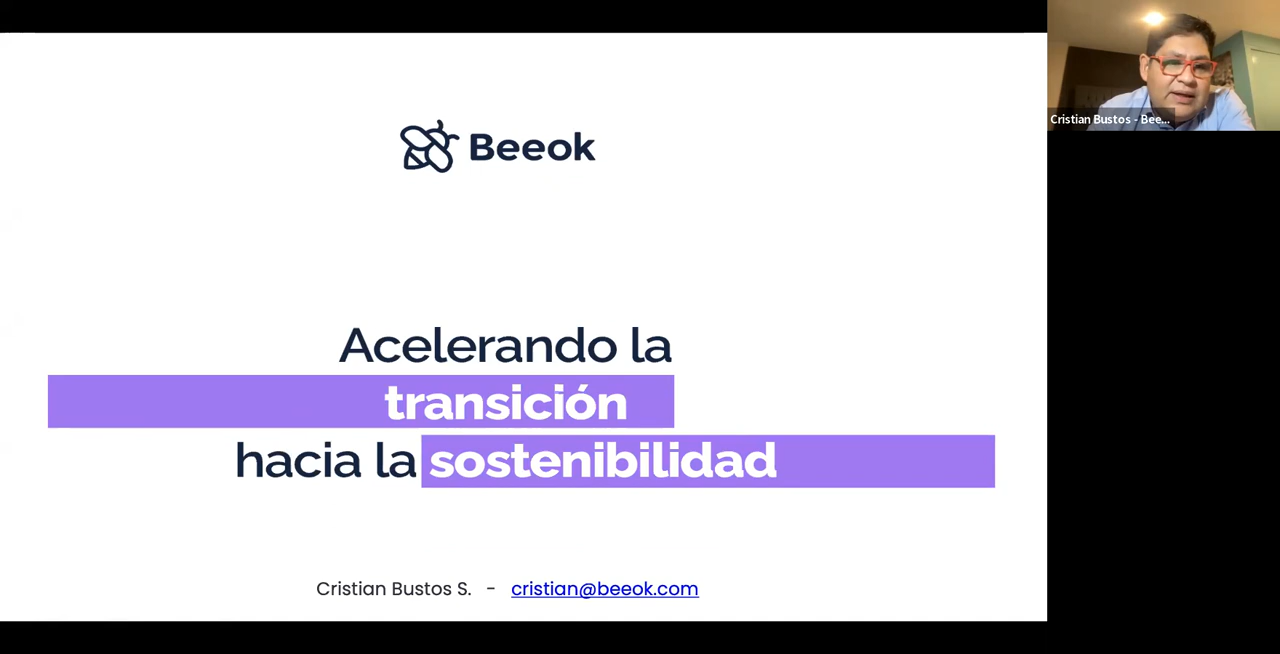 Beeok
Acelerando la
transición
hacia la sostenibilidad
Cristian Bustos S. - cristian@beeok.com
Cristian Bustos - Bee...